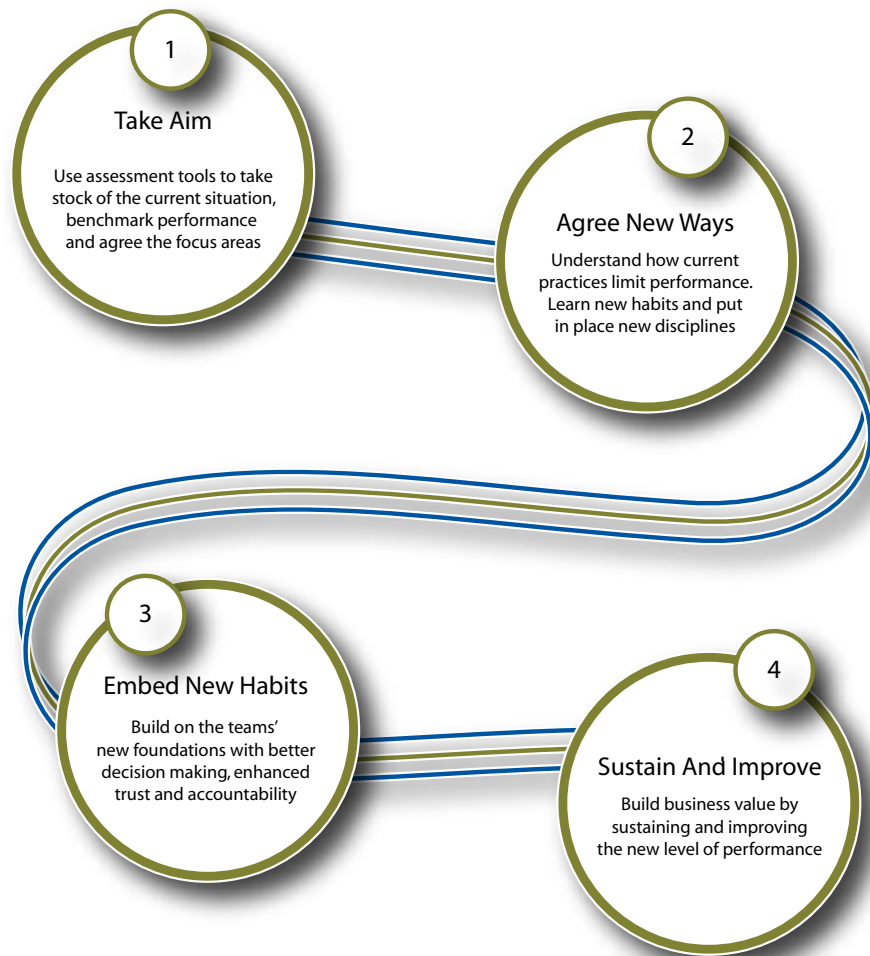 1
Take Aim
Use assessment tools to take
stock of the current situation,
benchmark performance
and agree the focus areas
2
Agree New Ways
Understand how current
practices limit performance.
Learn new habits and put
in place new disciplines
3
Embed New Habits
Build on the teams'
new foundations with better
decision making, enhanced
trust and accountability
4
Sustain And Improve
Build business value by
sustaining and improving
the new level of performance